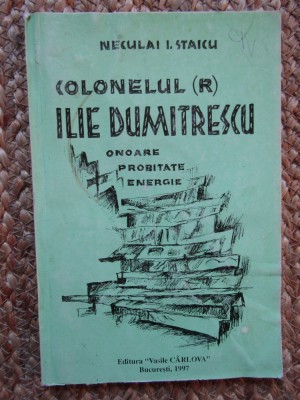 NECULAI I. STAICU
COLONELUL (R)
ILIE DUMITRESCU
ONOARE
PROBITATE
ENERGIE
Editura "Vasile CÂRLOVA"
Bucureşti, 1997